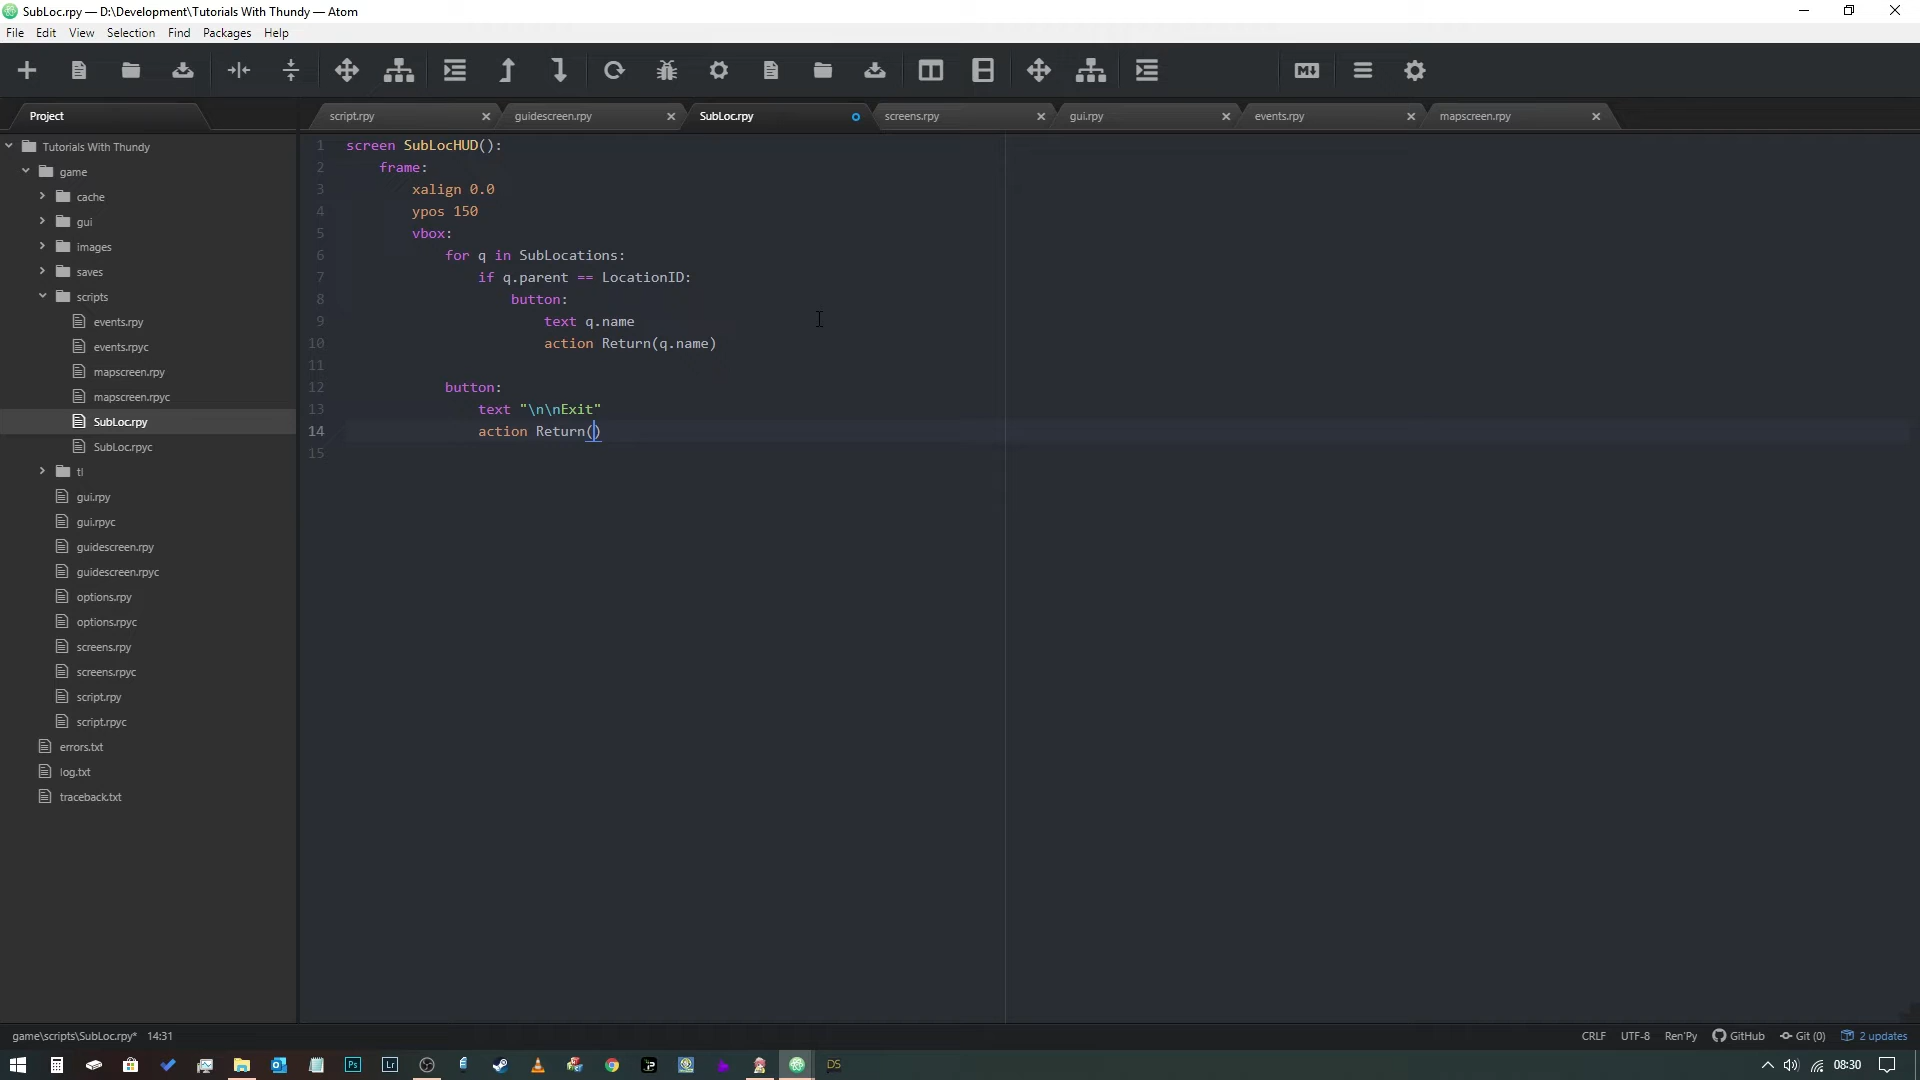 SubLoc.rpy — D:\Development\Tutorials With Thundy — Atom
File Edit View Selection Find Packages Help
Project
script.rpy
guidescreen.rpy
SubLoc.rpy
screens.rpy
gui.rpy
events.rpy
mapscreen.rpy
Tutorials With Thundy
game
cache
gui
images
saves
scripts
events.rpy
events.rpyc
mapscreen.rpy
mapscreen.rpyc
SubLoc.rpy
SubLoc.rpyc
tl
gui.rpy
gui.rpyc
guidescreen.rpy
guidescreen.rpyc
options.rpy
options.rpyc
screens.rpy
screens.rpyc
script.rpy
script.rpyc
errors.txt
log.txt
traceback.txt
1 screen SubLocHUD():
2 frame:
3 xalign 0.0
4 ypos 150
5 vbox:
6 for q in SubLocations:
7 if q.parent == LocationID:
8 button:
9 text q.name
10 action Return(q.name)
11
12 button:
13 text "\n\nExit"
14 action Return()
15
game\scripts\SubLoc.rpy* 14:31
CRLF UTF-8 Ren'Py GitHub Git (0) 2 updates
Ps Lr DS 08:30